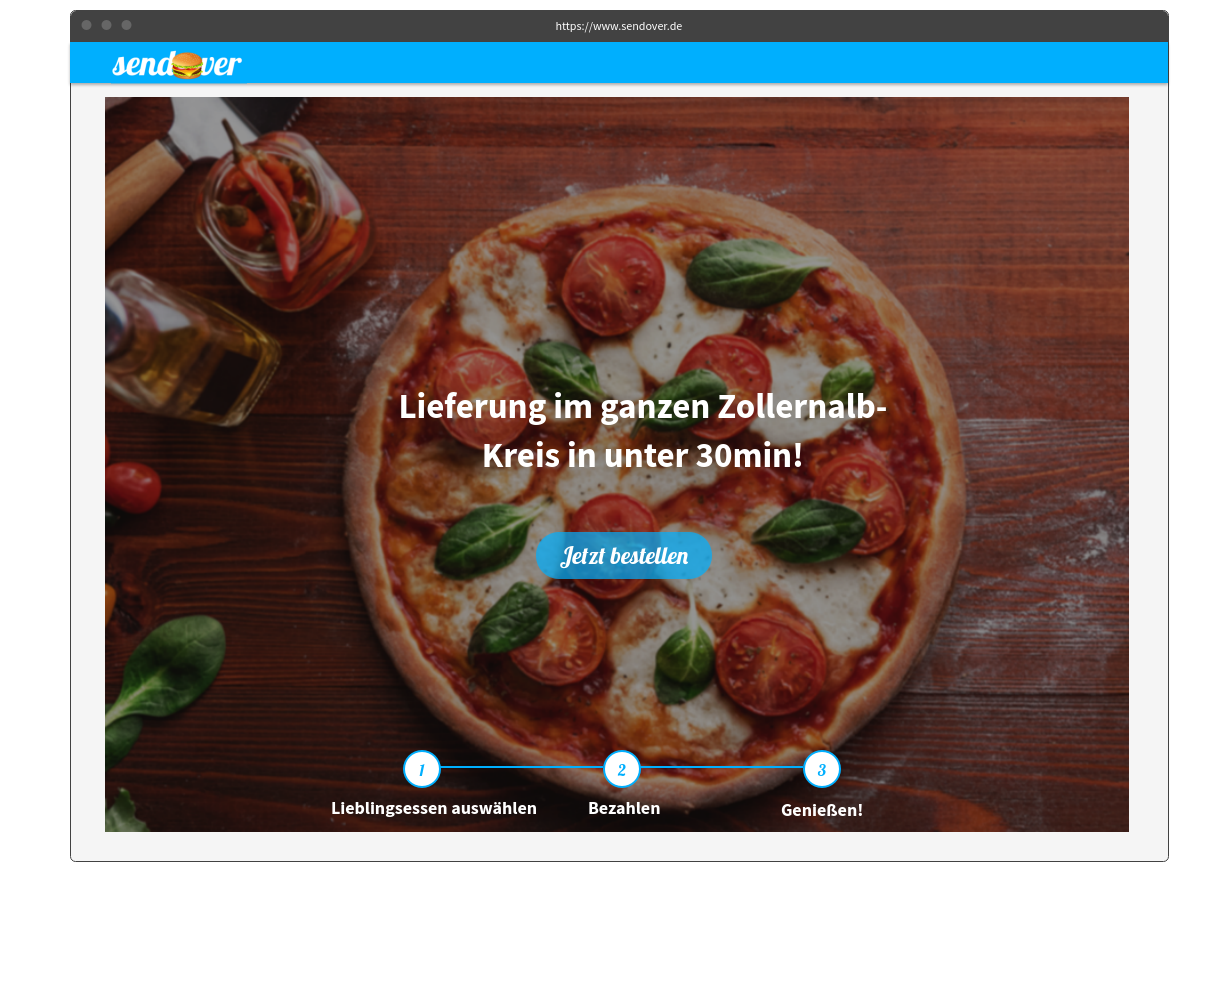 https://www.sendover.de
sendover
Lieferung im ganzen Zollernalb-
Kreis in unter 30min!
Jetzt bestellen
1 2 3
Lieblingsessen auswählen Bezahlen Genießen!